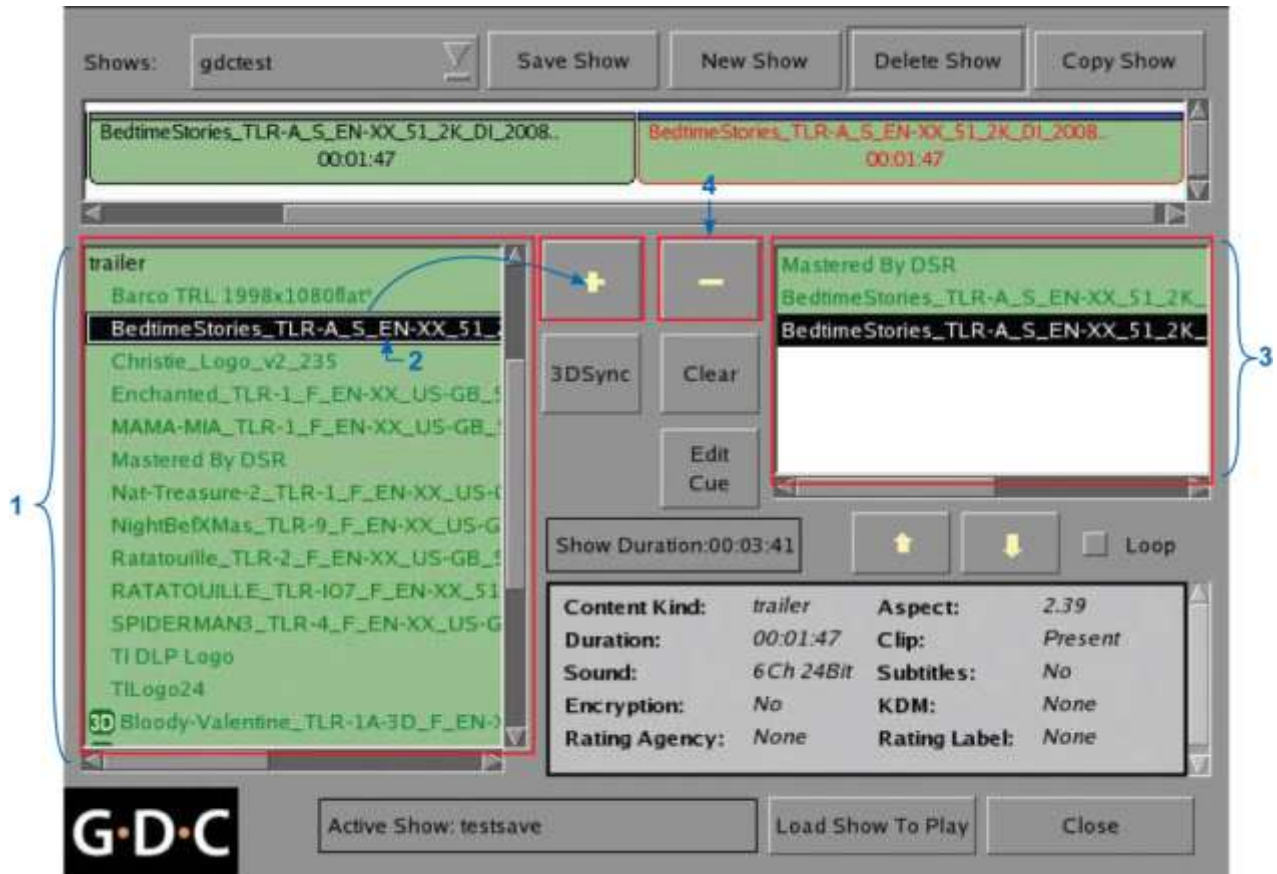 Shows:
gdctest
Save Show
New Show
Delete Show
Copy Show
BedtimeStories_TLR-A_S_EN-XX_51_2K_DI_2008..
00:01:47
BedtimeStories_TLR-A_S_EN-XX_51_2K_DI_2008..
00:01:47
4
1
trailer
Barco TRL 1998x1080flat*
BedtimeStories_TLR-A_S_EN-XX_51_2
2
Christie_Logo_v2_235
Enchanted_TLR-1_F_EN-XX_US-GB_5
MAMA-MIA_TLR-1_F_EN-XX_US-GB_
Mastered By DSR
Nat-Treasure-2_TLR-1_F_EN-XX_US-
NightBefXMas_TLR-9_F_EN-XX_US-G
Ratatouille_TLR-2_F_EN-XX_US-GB_5
RATATOUILLE_TLR-IO7_F_EN-XX_51
SPIDERMAN3_TLR-4_F_EN-XX_US-G
TI DLP Logo
TILogo24
3D Bloody-Valentine_TLR-1A-3D_F_EN-
+
-
3DSync
Clear
Edit
Cue
Mastered By DSR
BedtimeStories_TLR-A_S_EN-XX_51_2K_
BedtimeStories_TLR-A_S_EN-XX_51_2K_
3
Show Duration:00:03:41
Loop
Content Kind: trailer Aspect: 2.39
Duration: 00:01:47 Clip: Present
Sound: 6Ch 24Bit Subtitles: No
Encryption: No KDM: None
Rating Agency: None Rating Label: None
G·D·C
Active Show: testsave
Load Show To Play
Close